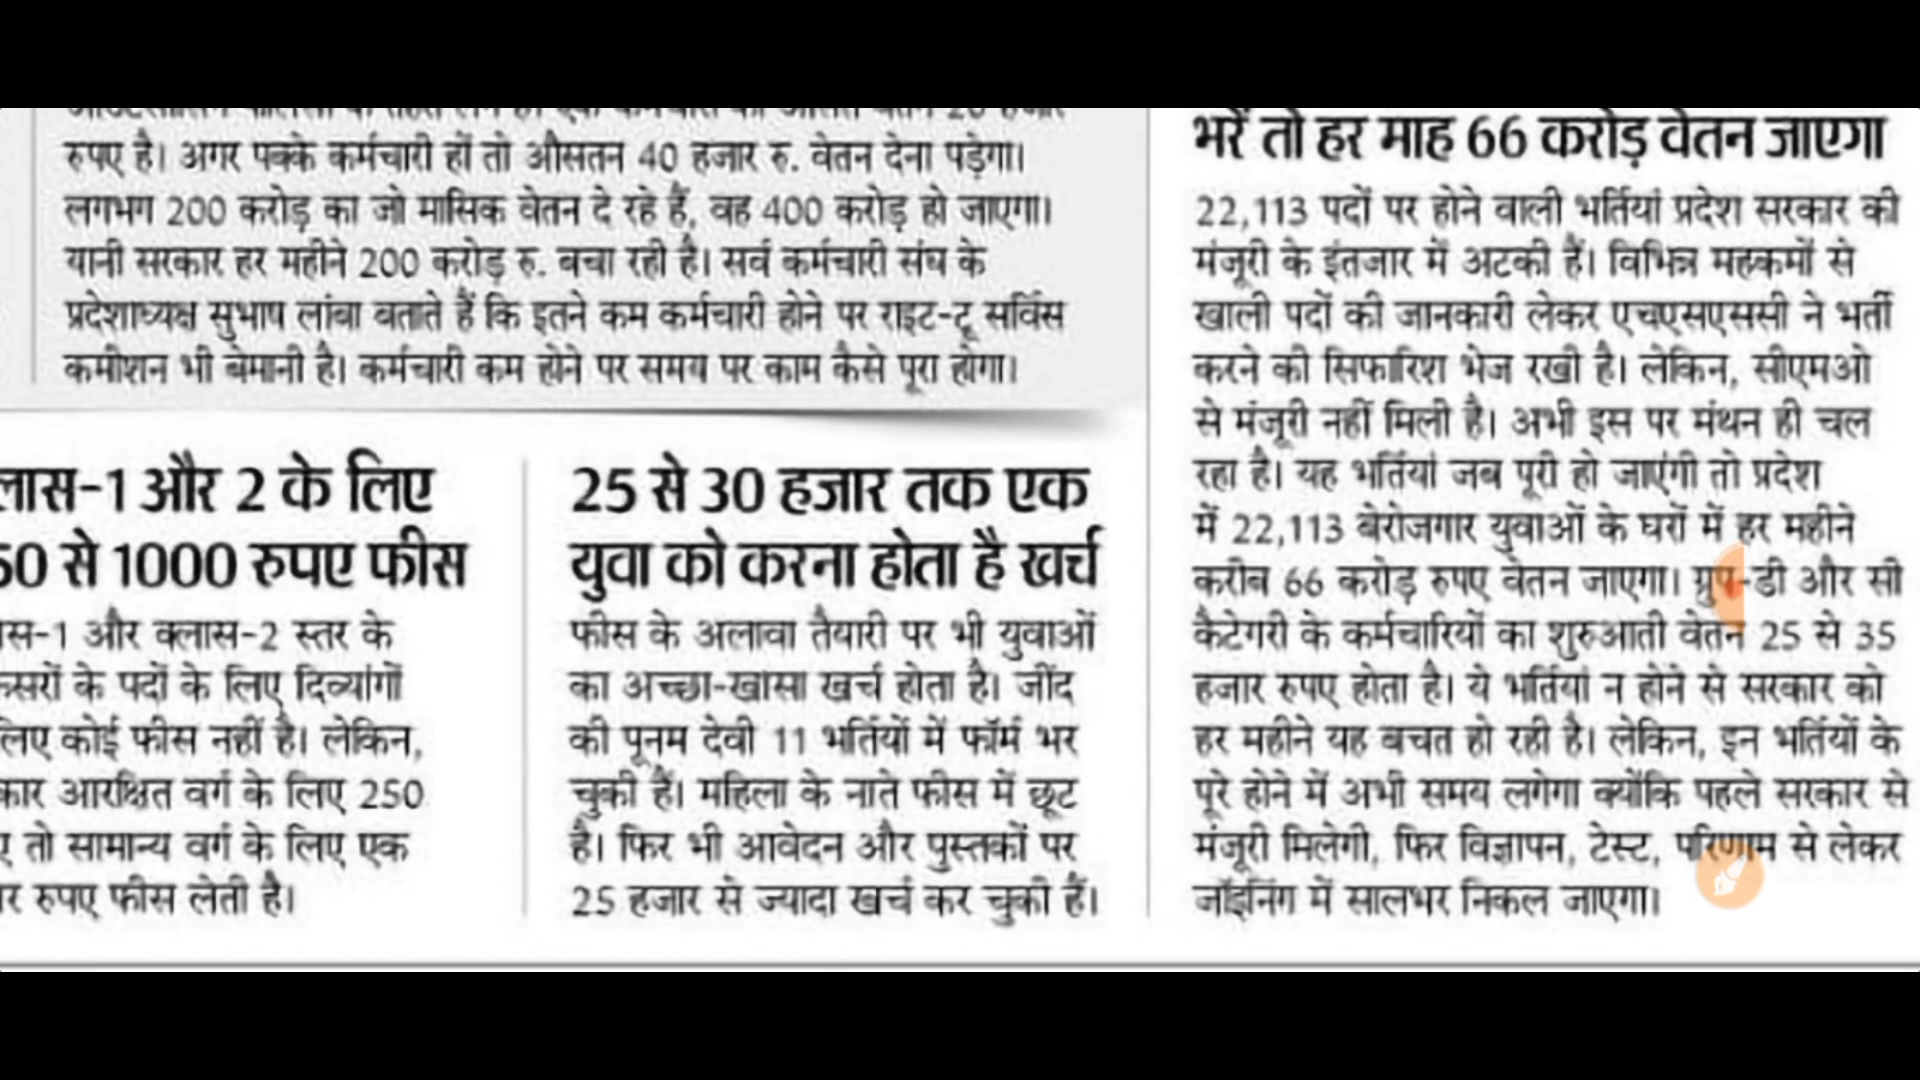 रुपए है। अगर पक्के कर्मचारी हों तो औसतन 40 हजार रु. वेतन देना पड़ेगा।
लगभग 200 करोड़ का जो मासिक वेतन दे रहे हैं, वह 400 करोड़ हो जाएगा।
यानी सरकार हर महीने 200 करोड़ रु. बचा रही है। सर्व कर्मचारी संघ के
प्रदेशाध्यक्ष सुभाष लांबा बताते हैं कि इतने कम कर्मचारी होने पर राइट-टू सर्विस
कमीशन भी बेमानी है। कर्मचारी कम होने पर समय पर काम कैसे पूरा होगा।
लास-1 और 2 के लिए
50 से 1000 रुपए फीस
स-1 और क्लास-2 स्तर के
सरों के पदों के लिए दिव्यांगों
लिए कोई फीस नहीं है। लेकिन,
कार आरक्षित वर्ग के लिए 250
ए तो सामान्य वर्ग के लिए एक
र रुपए फीस लेती है।
25 से 30 हजार तक एक
युवा को करना होता है खर्च
फीस के अलावा तैयारी पर भी युवाओं
का अच्छा-खासा खर्च होता है। जींद
की पूनम देवी 11 भर्तियों में फॉर्म भर
चुकी हैं। महिला के नाते फीस में छूट
है। फिर भी आवेदन और पुस्तकों पर
25 हजार से ज्यादा खर्च कर चुकी हैं।
भरें तो हर माह 66 करोड़ वेतन जाएगा
22,113 पदों पर होने वाली भर्तियां प्रदेश सरकार की
मंजूरी के इंतजार में अटकी हैं। विभिन्न महकमों से
खाली पदों की जानकारी लेकर एचएसएससी ने भर्ती
करने की सिफारिश भेज रखी है। लेकिन, सीएमओ
से मंजूरी नहीं मिली है। अभी इस पर मंथन ही चल
रहा है। यह भर्तियां जब पूरी हो जाएंगी तो प्रदेश
में 22,113 बेरोजगार युवाओं के घरों में हर महीने
करीब 66 करोड़ रुपए वेतन जाएगा। ग्रुप-डी और सी
कैटेगरी के कर्मचारियों का शुरुआती वेतन 25 से 35
हजार रुपए होता है। ये भर्तियां न होने से सरकार को
हर महीने यह बचत हो रही है। लेकिन, इन भर्तियों के
पूरे होने में अभी समय लगेगा क्योंकि पहले सरकार से
मंजूरी मिलेगी, फिर विज्ञापन, टेस्ट, परिणाम से लेकर
जॉइनिंग में सालभर निकल जाएगा।